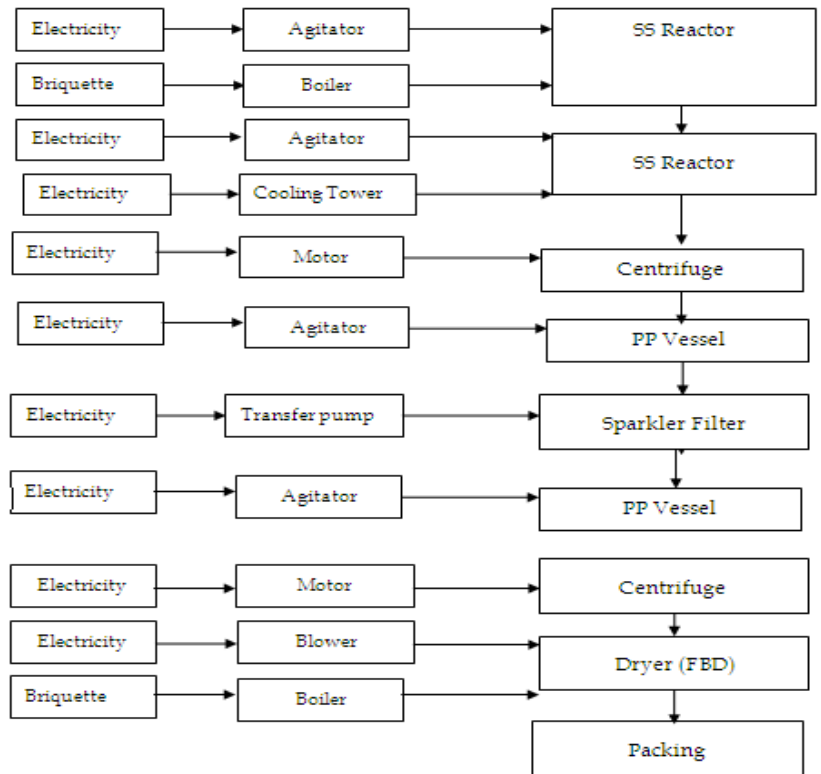 Electricity
Agitator
SS Reactor
Briquette
Boiler
Electricity
Agitator
SS Reactor
Electricity
Cooling Tower
Electricity
Motor
Centrifuge
Electricity
Agitator
PP Vessel
Electricity
Transfer pump
Sparkler Filter
Electricity
Agitator
PP Vessel
Electricity
Motor
Centrifuge
Electricity
Blower
Dryer (FBD)
Briquette
Boiler
Packing